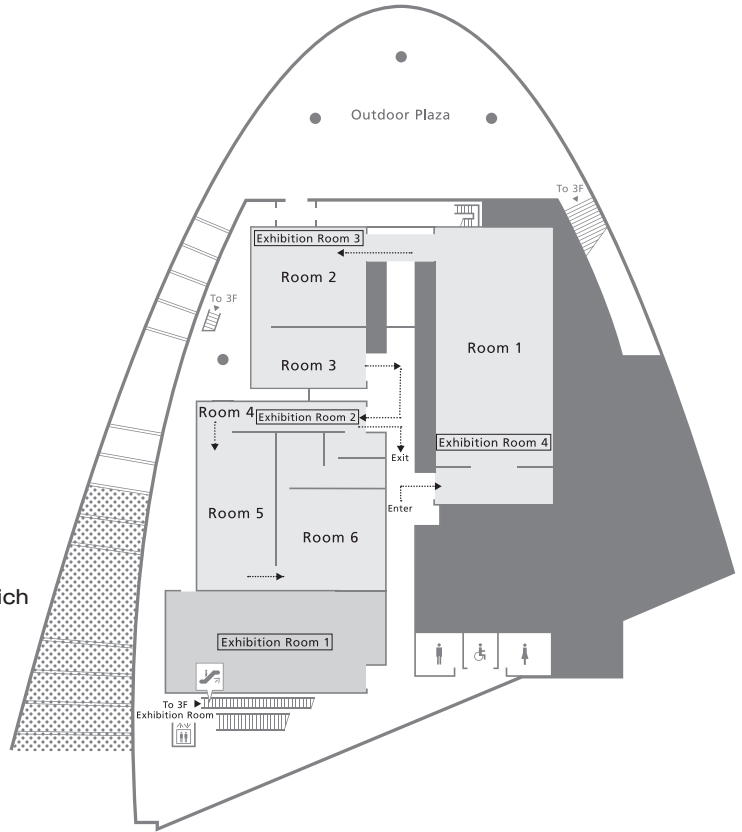 Outdoor Plaza
To 3F
Exhibition Room 3
Room 2
To 3F
Room 1
Room 3
Room 4
Exhibition Room 2
Exhibition Room 4
Exit
Enter
Room 5
Room 6
ich
Exhibition Room 1
To 3F
Exhibition Room